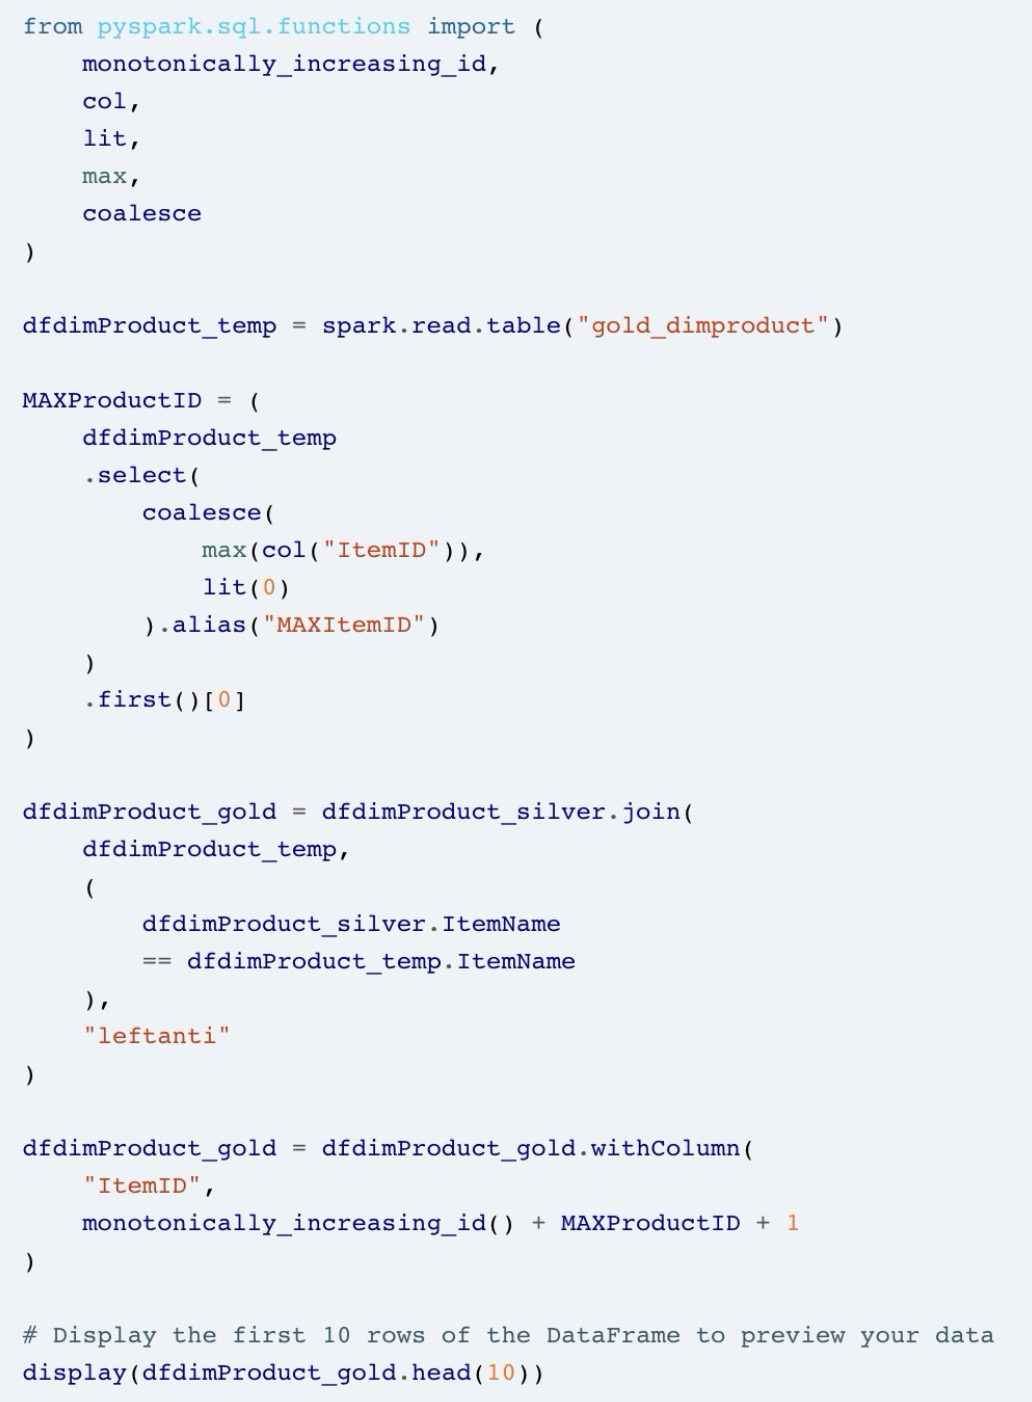 from pyspark.sql.functions import (
    monotonically_increasing_id,
    col,
    lit,
    max,
    coalesce
)

dfdimProduct_temp = spark.read.table("gold_dimproduct")

MAXProductID = (
    dfdimProduct_temp
    .select(
        coalesce(
            max(col("ItemID")),
            lit(0)
        ).alias("MAXItemID")
    )
    .first()[0]
)

dfdimProduct_gold = dfdimProduct_silver.join(
    dfdimProduct_temp,
    (
        dfdimProduct_silver.ItemName
        == dfdimProduct_temp.ItemName
    ),
    "leftanti"
)

dfdimProduct_gold = dfdimProduct_gold.withColumn(
    "ItemID",
    monotonically_increasing_id() + MAXProductID + 1
)

# Display the first 10 rows of the DataFrame to preview your data
display(dfdimProduct_gold.head(10))